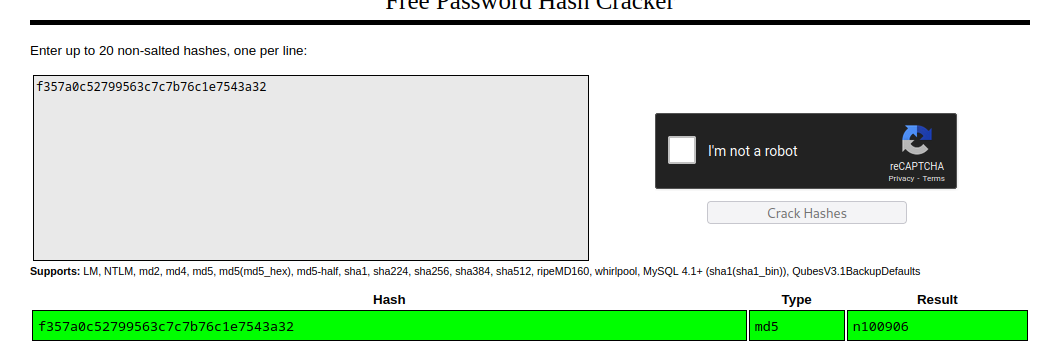 Free Password Hash Cracker
Enter up to 20 non-salted hashes, one per line:
f357a0c52799563c7c7b76c1e7543a32
I'm not a robot
reCAPTCHA
Privacy - Terms
Crack Hashes
Supports: LM, NTLM, md2, md4, md5, md5(md5_hex), md5-half, sha1, sha224, sha256, sha384, sha512, ripeMD160, whirlpool, MySQL 4.1+ (sha1(sha1_bin)), QubesV3.1BackupDefaults
Hash Type Result
f357a0c52799563c7c7b76c1e7543a32 md5 n100906